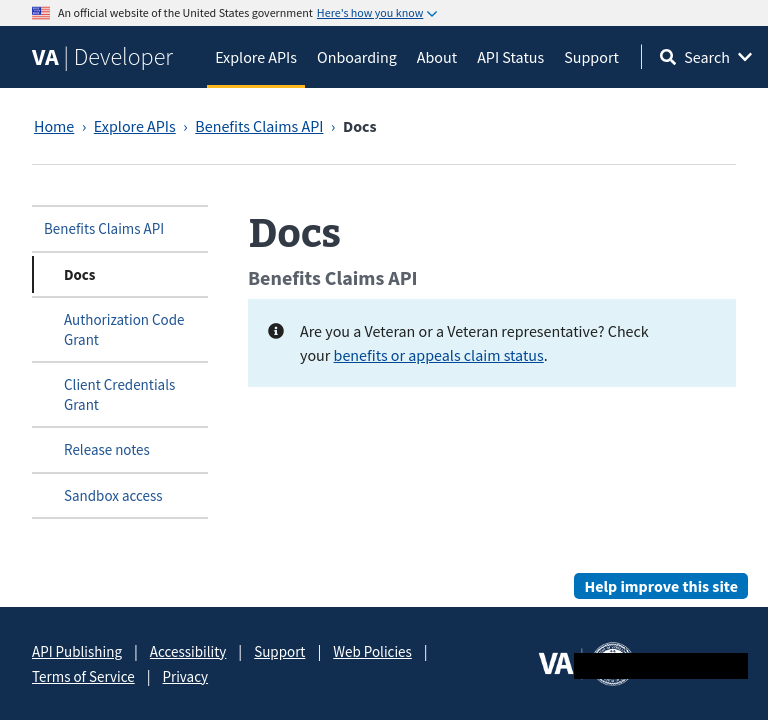 An official website of the United States government Here's how you know
VA | Developer Explore APIs Onboarding About API Status Support Search
Home › Explore APIs › Benefits Claims API › Docs
Benefits Claims API
Docs
Authorization Code
Grant
Client Credentials
Grant
Release notes
Sandbox access
Docs
Benefits Claims API
Are you a Veteran or a Veteran representative? Check
your benefits or appeals claim status.
Help improve this site
API Publishing | Accessibility | Support | Web Policies |
Terms of Service | Privacy
VA